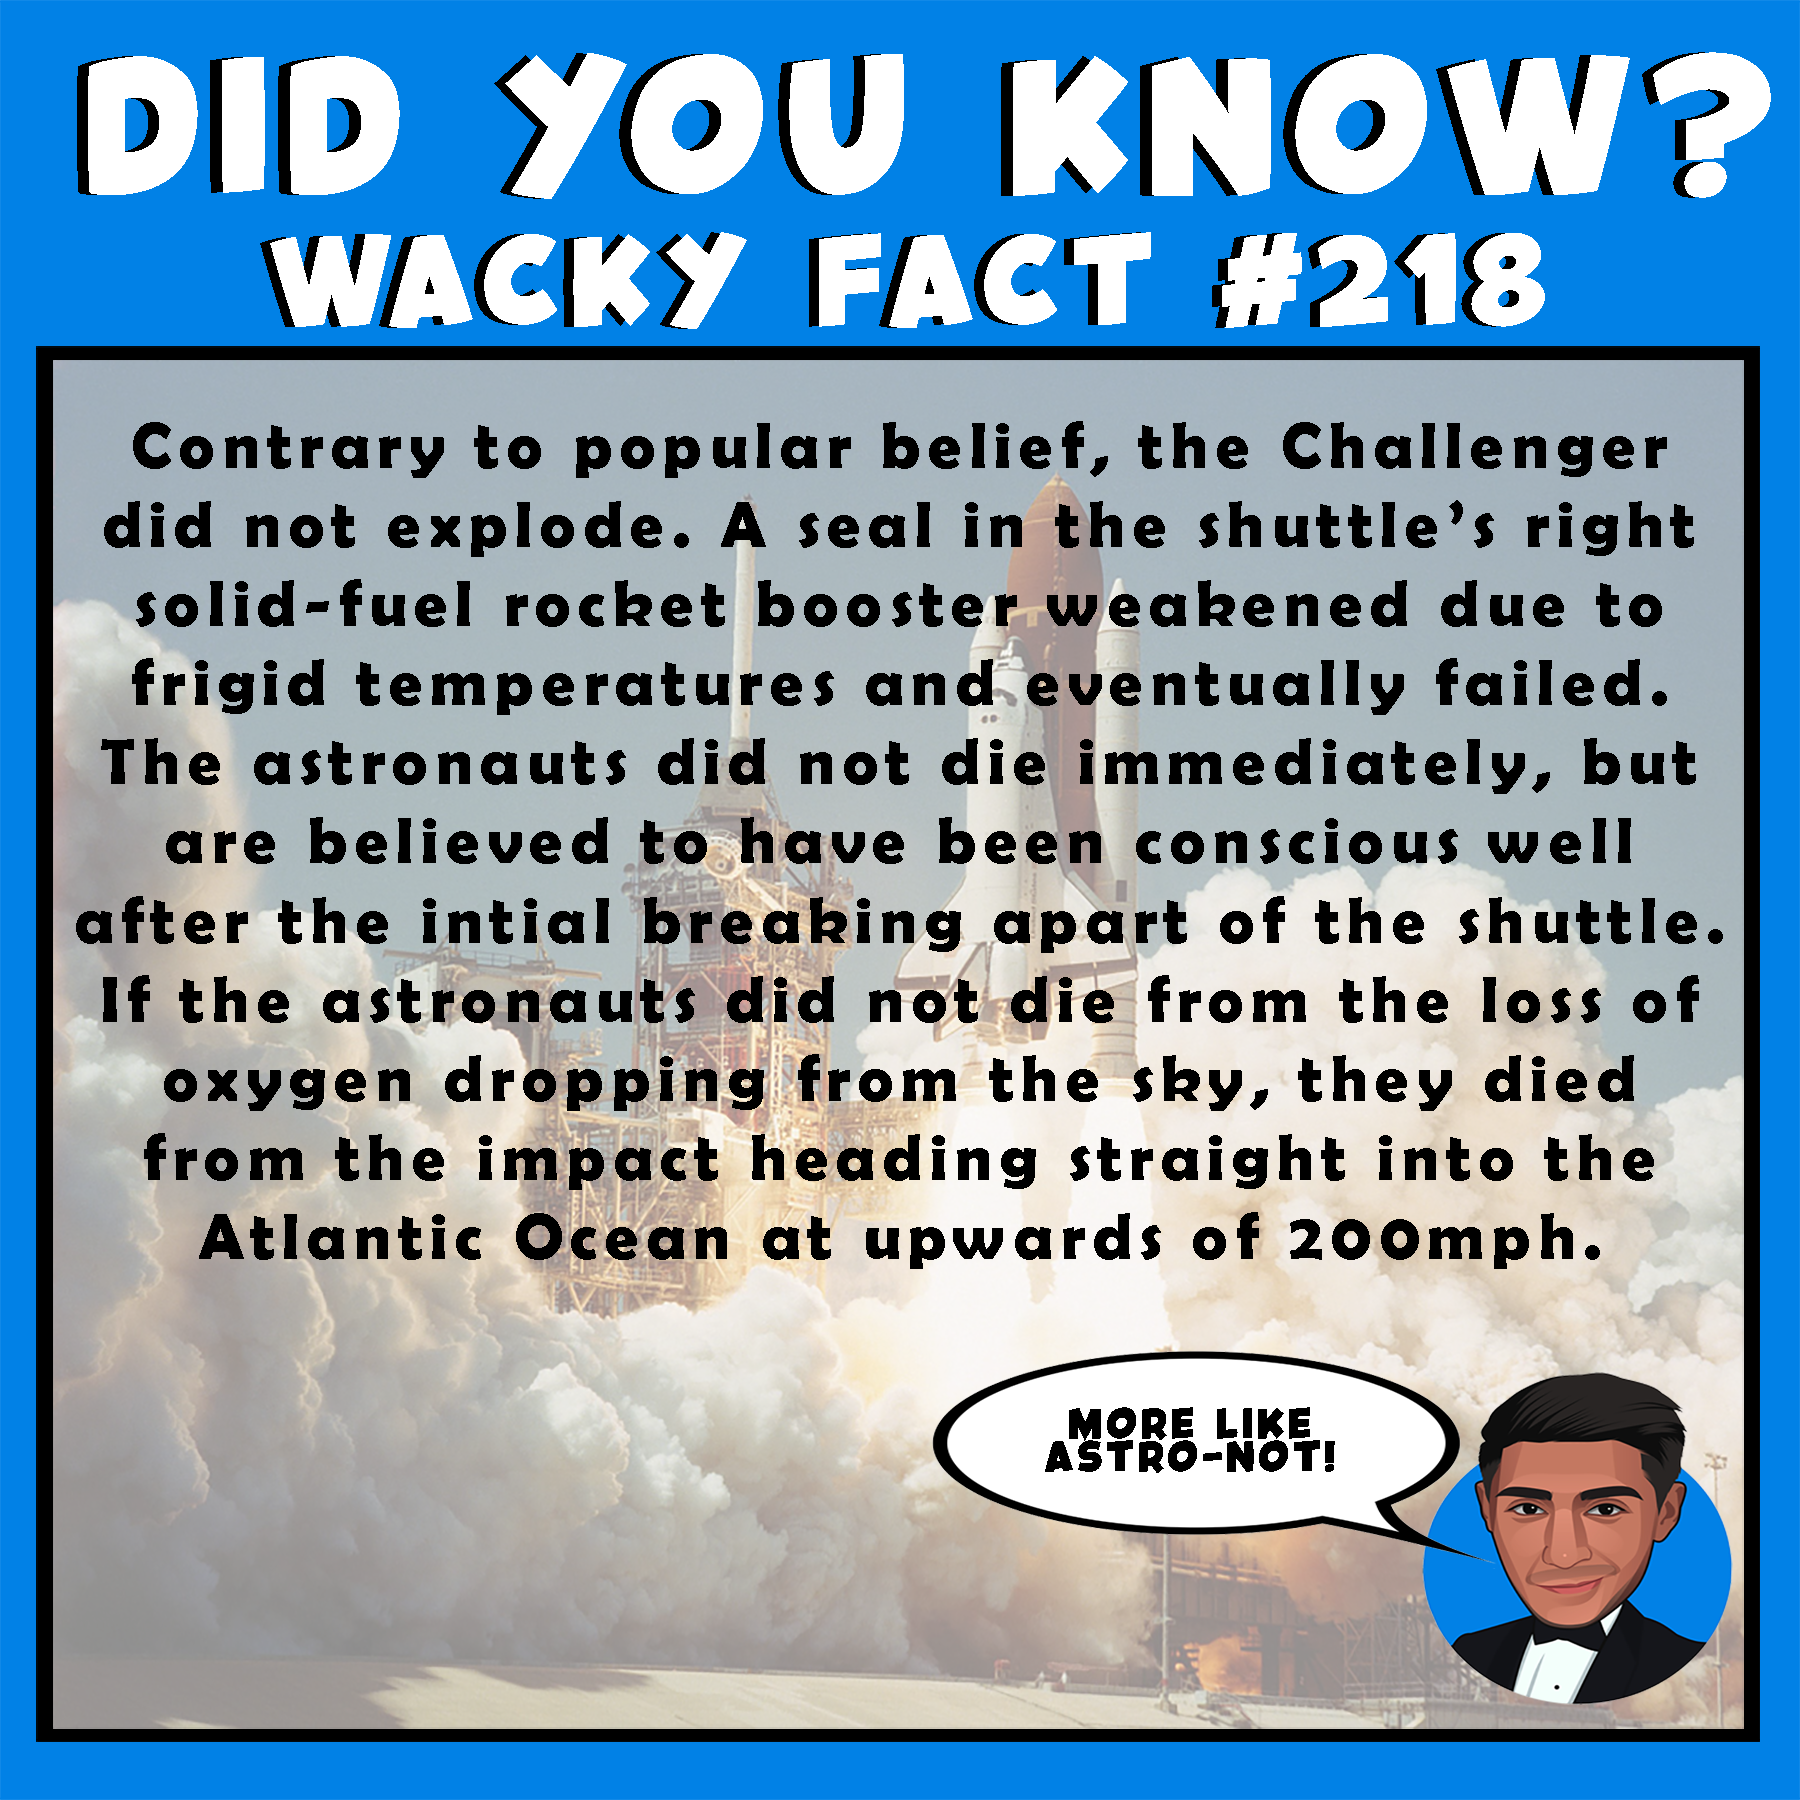 DID YOU KNOW?
WACKY FACT #218
Contrary to popular belief, the Challenger
did not explode. A seal in the shuttle’s right
solid-fuel rocket booster weakened due to
frigid temperatures and eventually failed.
The astronauts did not die immediately, but
are believed to have been conscious well
after the intial breaking apart of the shuttle.
If the astronauts did not die from the loss of
oxygen dropping from the sky, they died
from the impact heading straight into the
Atlantic Ocean at upwards of 200mph.
MORE LIKE
ASTRO-NOT!